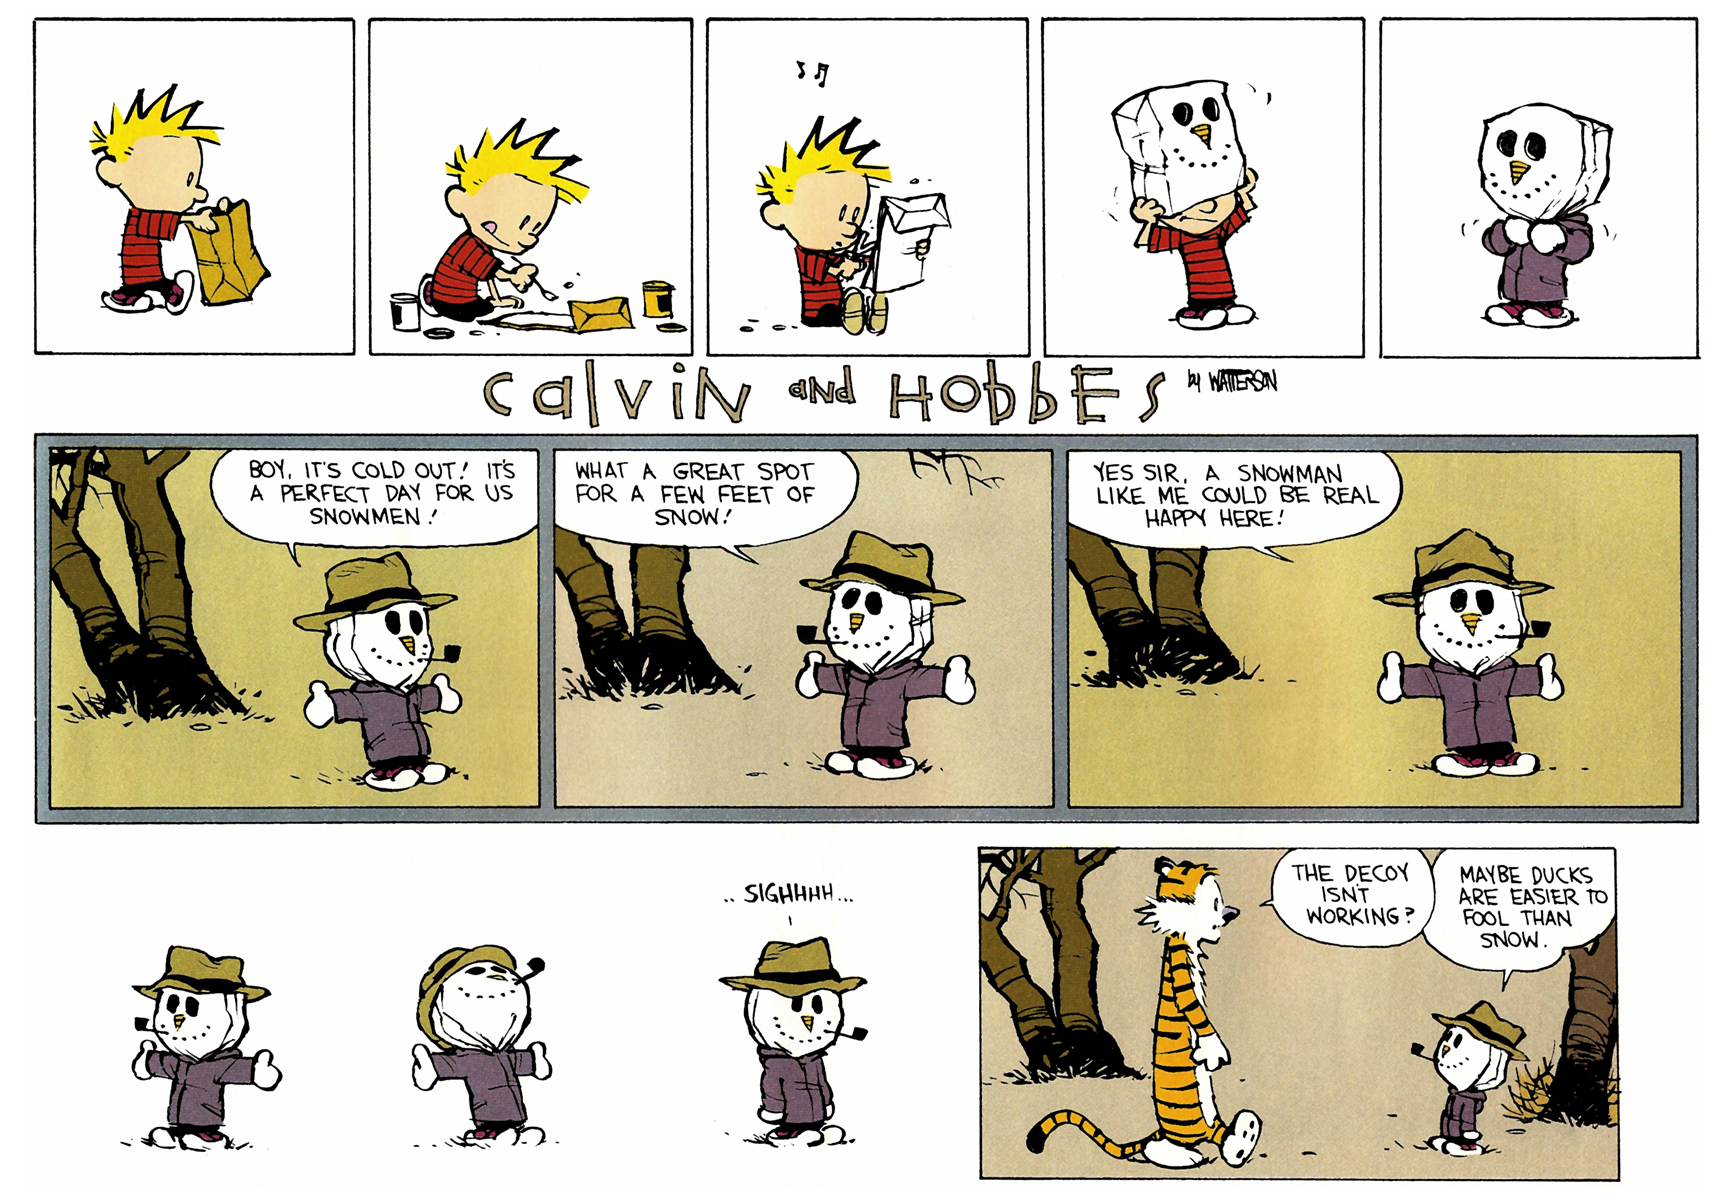 CALVIN AND HOBBES by WATTERSON
BOY, IT'S COLD OUT! IT'S
A PERFECT DAY FOR US
SNOWMEN!
WHAT A GREAT SPOT
FOR A FEW FEET OF
SNOW!
YES SIR, A SNOWMAN
LIKE ME COULD BE REAL
HAPPY HERE!
.. SIGHHHH...
THE DECOY
ISN'T
WORKING?
MAYBE DUCKS
ARE EASIER TO
FOOL THAN
SNOW.